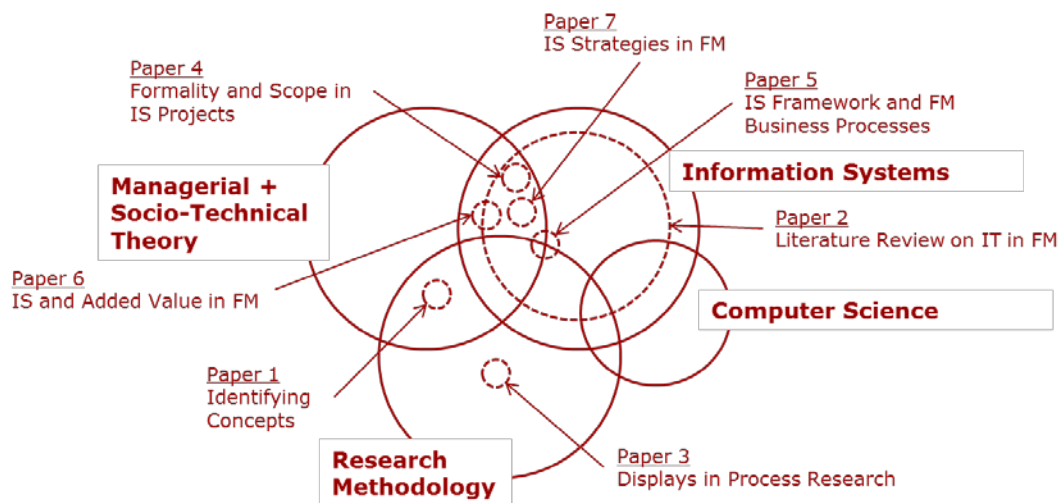 Paper 7
IS Strategies in FM
Paper 4
Formality and Scope in
IS Projects
Paper 5
IS Framework and FM
Business Processes
Managerial +
Socio-Technical
Theory
Information Systems
Paper 2
Literature Review on IT in FM
Paper 6
IS and Added Value in FM
Computer Science
Paper 1
Identifying
Concepts
Research
Methodology
Paper 3
Displays in Process Research